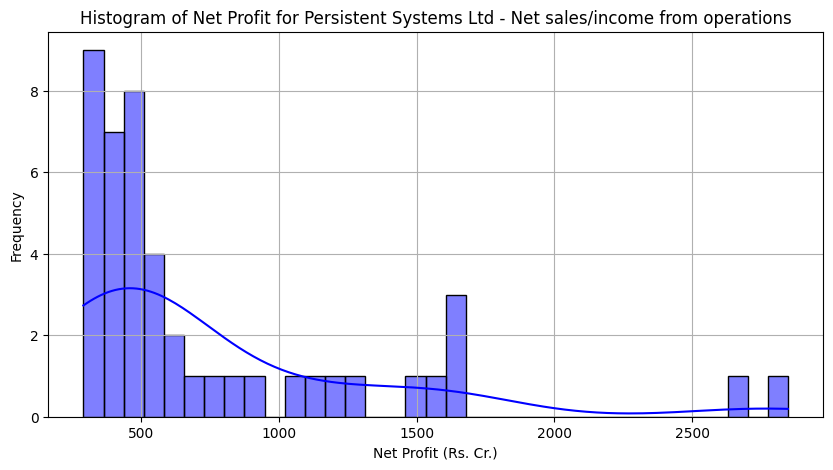 Histogram of Net Profit for Persistent Systems Ltd - Net sales/income from operations
Frequency
8
6
4
2
0
500 1000 1500 2000 2500
Net Profit (Rs. Cr.)